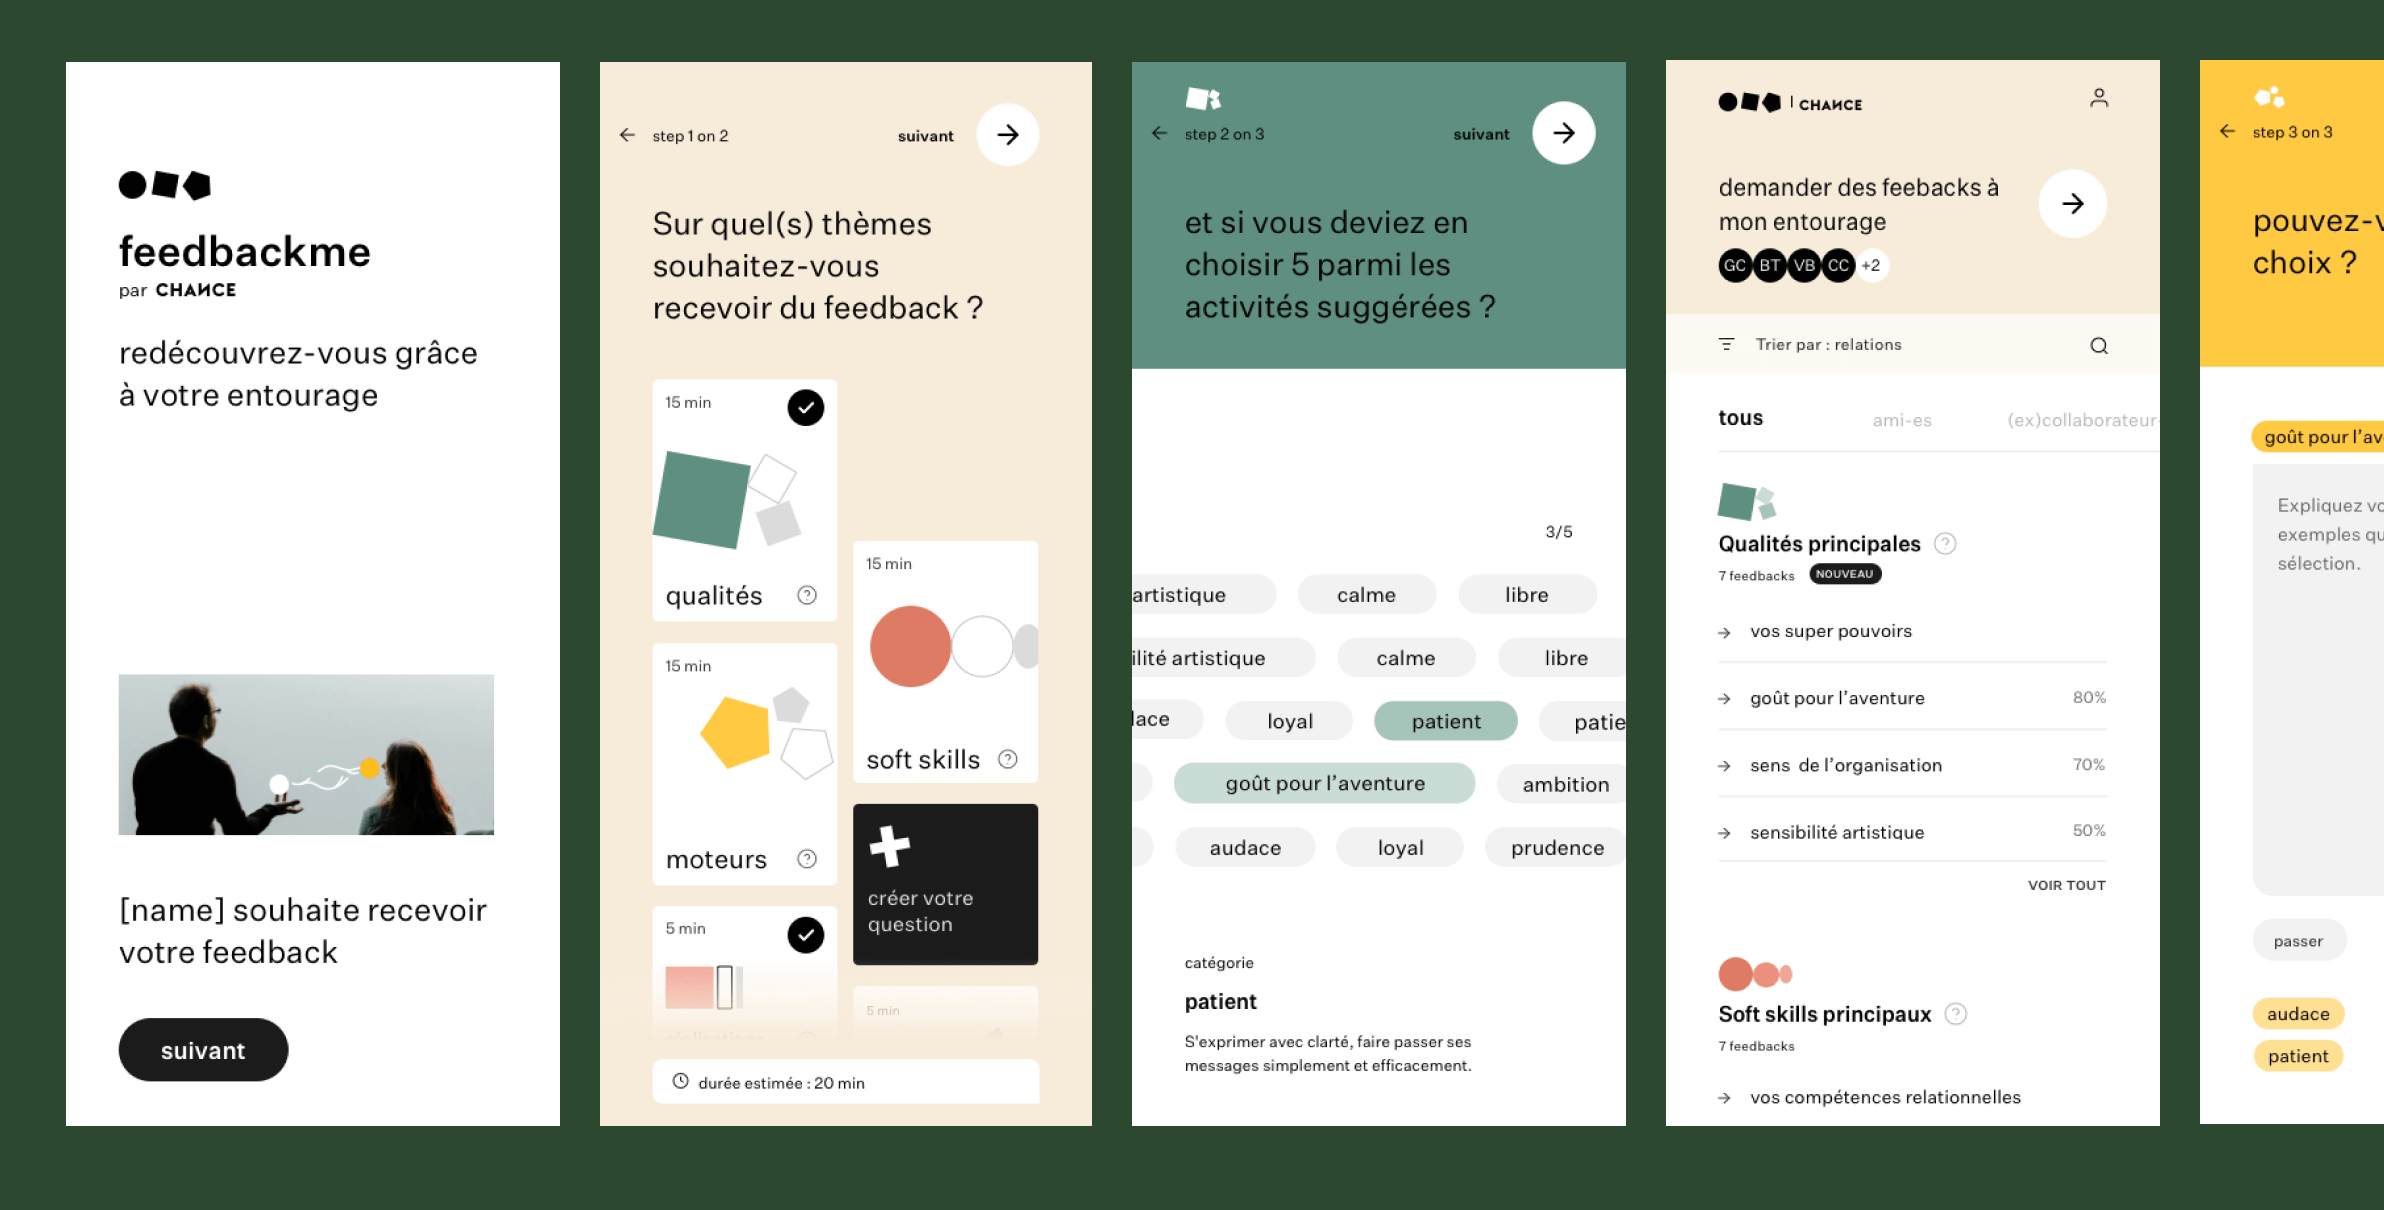 feedbackme
par CHANCE
redécouvrez-vous grâce
à votre entourage
[name] souhaite recevoir
votre feedback
suivant
step 1 on 2
suivant
Sur quel(s) thèmes
souhaitez-vous
recevoir du feedback ?
15 min
qualités
15 min
soft skills
15 min
moteurs
créer votre
question
5 min
5 min
durée estimée : 20 min
step 2 on 3
suivant
et si vous deviez en
choisir 5 parmi les
activités suggérées ?
3/5
artistique calme libre
ilité artistique calme libre
lace loyal patient patie
goût pour l'aventure ambition
audace loyal prudence
catégorie
patient
S'exprimer avec clarté, faire passer ses
messages simplement et efficacement.
CHANCE
demander des feebacks à
mon entourage
GC BT VB CC +2
Trier par : relations
tous ami-es (ex)collaborateur-
Qualités principales
7 feedbacks NOUVEAU
vos super pouvoirs
goût pour l'aventure 80%
sens de l'organisation 70%
sensibilité artistique 50%
VOIR TOUT
Soft skills principaux
7 feedbacks
vos compétences relationnelles
step 3 on 3
pouvez-v
choix ?
goût pour l'av
Expliquez vo
exemples qu
sélection.
passer
audace
patient